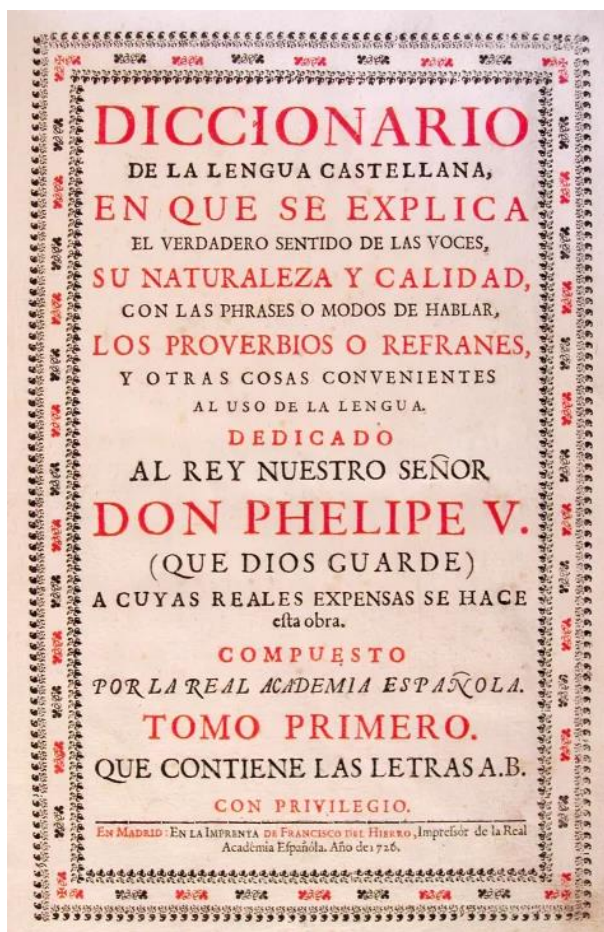 DICCIONARIO
DE LA LENGUA CASTELLANA,
EN QUE SE EXPLICA
EL VERDADERO SENTIDO DE LAS VOCES,
SU NATURALEZA Y CALIDAD,
CON LAS PHRASES O MODOS DE HABLAR,
LOS PROVERBIOS O REFRANES,
Y OTRAS COSAS CONVENIENTES
AL USO DE LA LENGUA.
DEDICADO
AL REY NUESTRO SEÑOR
DON PHELIPE V.
(QUE DIOS GUARDE)
A CUYAS REALES EXPENSAS SE HACE
eſta obra.
COMPUESTO
POR LA REAL ACADEMIA ESPAÑOLA.
TOMO PRIMERO.
QUE CONTIENE LAS LETRAS A.B.
CON PRIVILEGIO.
EN MADRID: EN LA IMPRENTA DE FRANCISCO DEL HIERRO, Impreſſór de la Real
Académia Eſpañóla. Año de 1726.